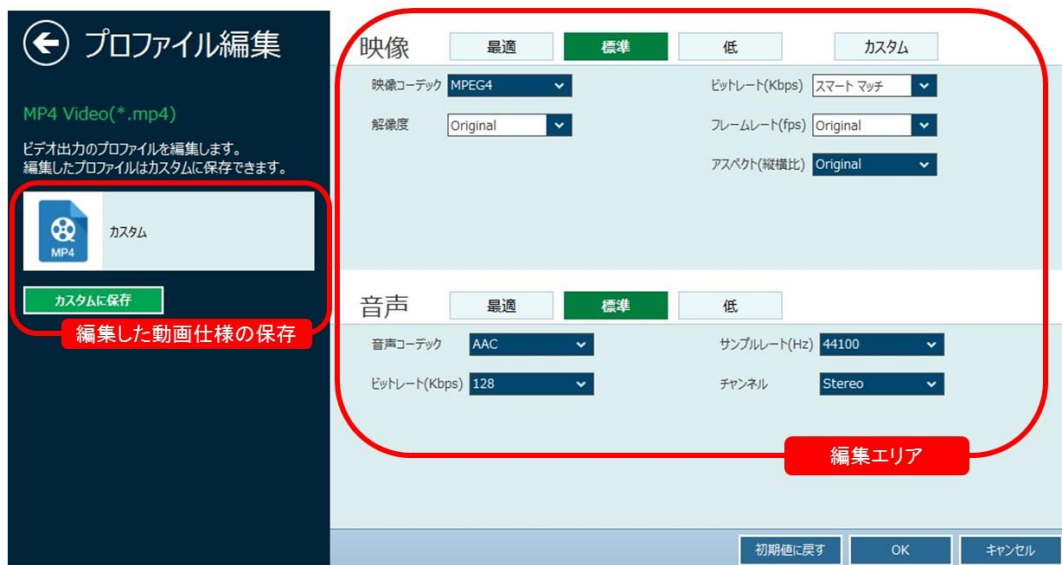 プロファイル編集
MP4 Video(*.mp4)
ビデオ出力のプロファイルを編集します。
編集したプロファイルはカスタムに保存できます。
MP4
カスタム
カスタムに保存
編集した動画仕様の保存
映像 最適 標準 低 カスタム
映像コーデック MPEG4 ビットレート(Kbps) スマート マッチ
解像度 Original フレームレート(fps) Original
アスペクト(縦横比) Original
音声 最適 標準 低
音声コーデック AAC サンプルレート(Hz) 44100
ビットレート(Kbps) 128 チャンネル Stereo
編集エリア
初期値に戻す OK キャンセル